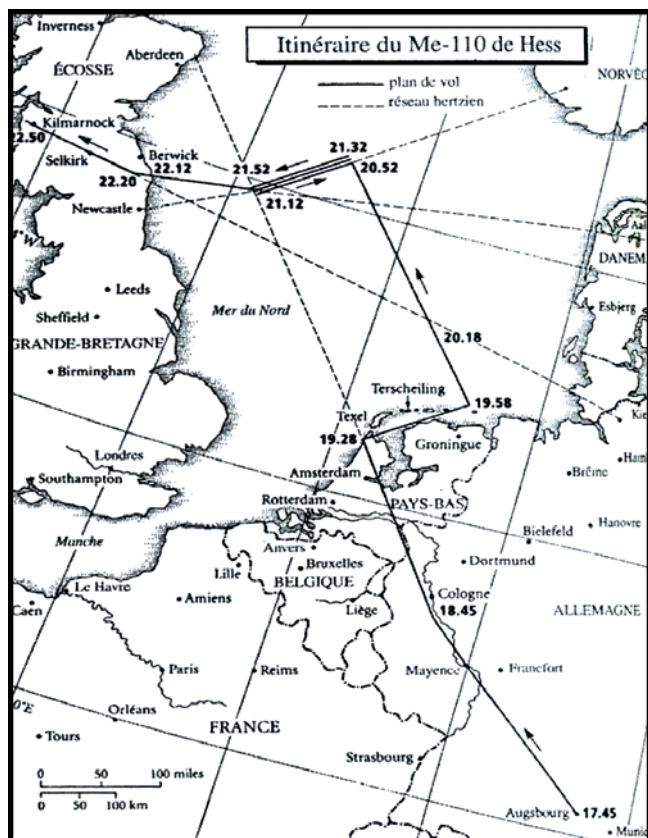 Itinéraire du Me-110 de Hess
plan de vol
réseau hertzien
Inverness
Aberdeen
ÉCOSSE
Kilmarnock
22.50
Selkirk
Berwick
22.12
22.20
Newcastle
21.52
21.32
20.52
21.12
Leeds
Mer du Nord
Sheffield
GRANDE-BRETAGNE
Birmingham
Esbjerg
20.18
Terscheiling
19.58
Texel
19.28
Groningue
Londres
Southampton
Amsterdam
Rotterdam
PAYS-BAS
Brême
Hanovre
Bielefeld
Manche
Anvers
Bruxelles
Lille
BELGIQUE
Dortmund
Cologne
18.45
ALLEMAGNE
Le Havre
Caen
Amiens
Liège
Paris
Reims
Mayence
Francfort
0°E
Orléans
Tours
FRANCE
Strasbourg
0 50 100 miles
0 50 100 km
Augsbourg
17.45